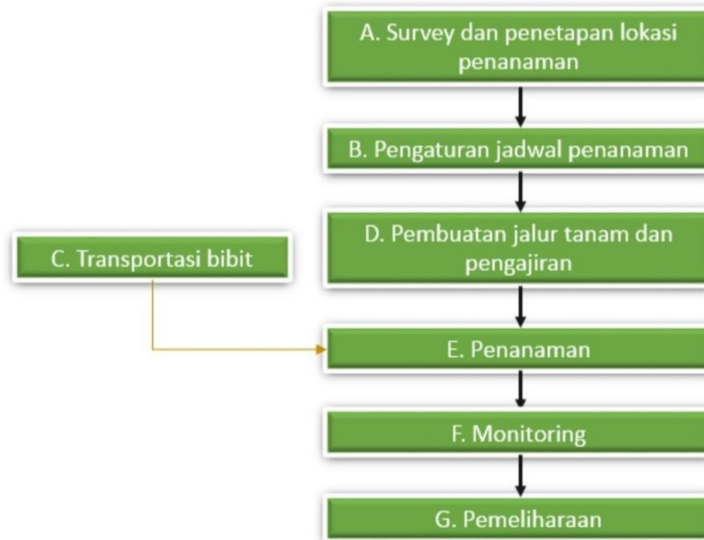 A. Survey dan penetapan lokasi
penanaman
B. Pengaturan jadwal penanaman
C. Transportasi bibit
D. Pembuatan jalur tanam dan
pengajiran
E. Penanaman
F. Monitoring
G. Pemeliharaan